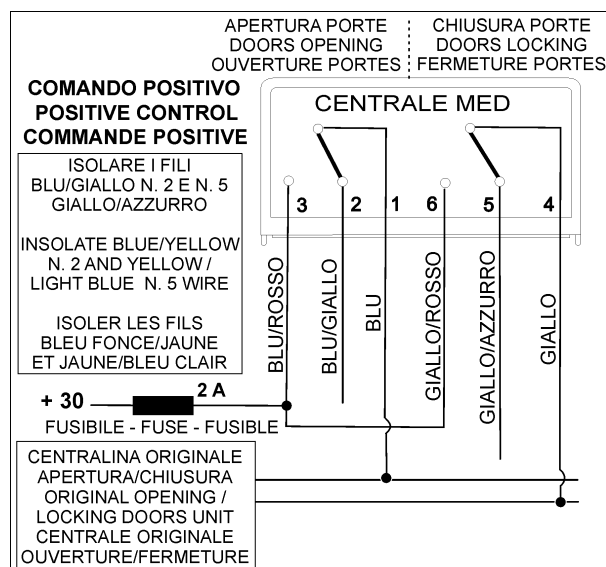 APERTURA PORTE
DOORS OPENING
OUVERTURE PORTES
CHIUSURA PORTE
DOORS LOCKING
FERMETURE PORTES
COMANDO POSITIVO
POSITIVE CONTROL
COMMANDE POSITIVE
CENTRALE MED
ISOLARE I FILI
BLU/GIALLO N. 2 E N. 5
GIALLO/AZZURRO
INSOLATE BLUE/YELLOW
N. 2 AND YELLOW /
LIGHT BLUE N. 5 WIRE
ISOLER LES FILS
BLEU FONCE/JAUNE
ET JAUNE/BLEU CLAIR
3 2 1 6 5 4
BLU/ROSSO
BLU/GIALLO
BLU
GIALLO/ROSSO
GIALLO/AZZURRO
GIALLO
+ 30
2 A
FUSIBILE - FUSE - FUSIBLE
CENTRALINA ORIGINALE
APERTURA/CHIUSURA
ORIGINAL OPENING /
LOCKING DOORS UNIT
CENTRALE ORIGINALE
OUVERTURE/FERMETURE